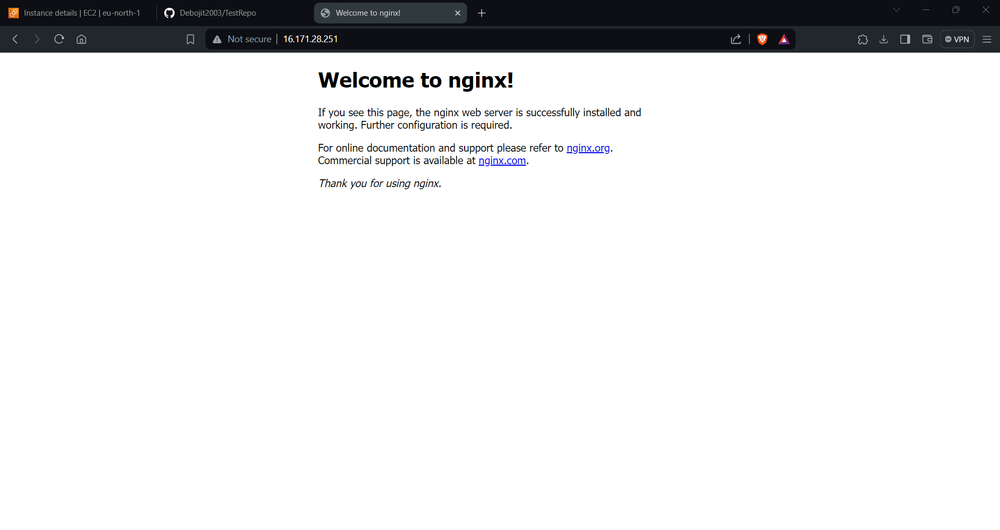 Instance details | EC2 | eu-north-1
Debojit2003/TestRepo
Welcome to nginx!
Not secure
16.171.28.251
VPN
Welcome to nginx!
If you see this page, the nginx web server is successfully installed and
working. Further configuration is required.
For online documentation and support please refer to nginx.org.
Commercial support is available at nginx.com.
Thank you for using nginx.